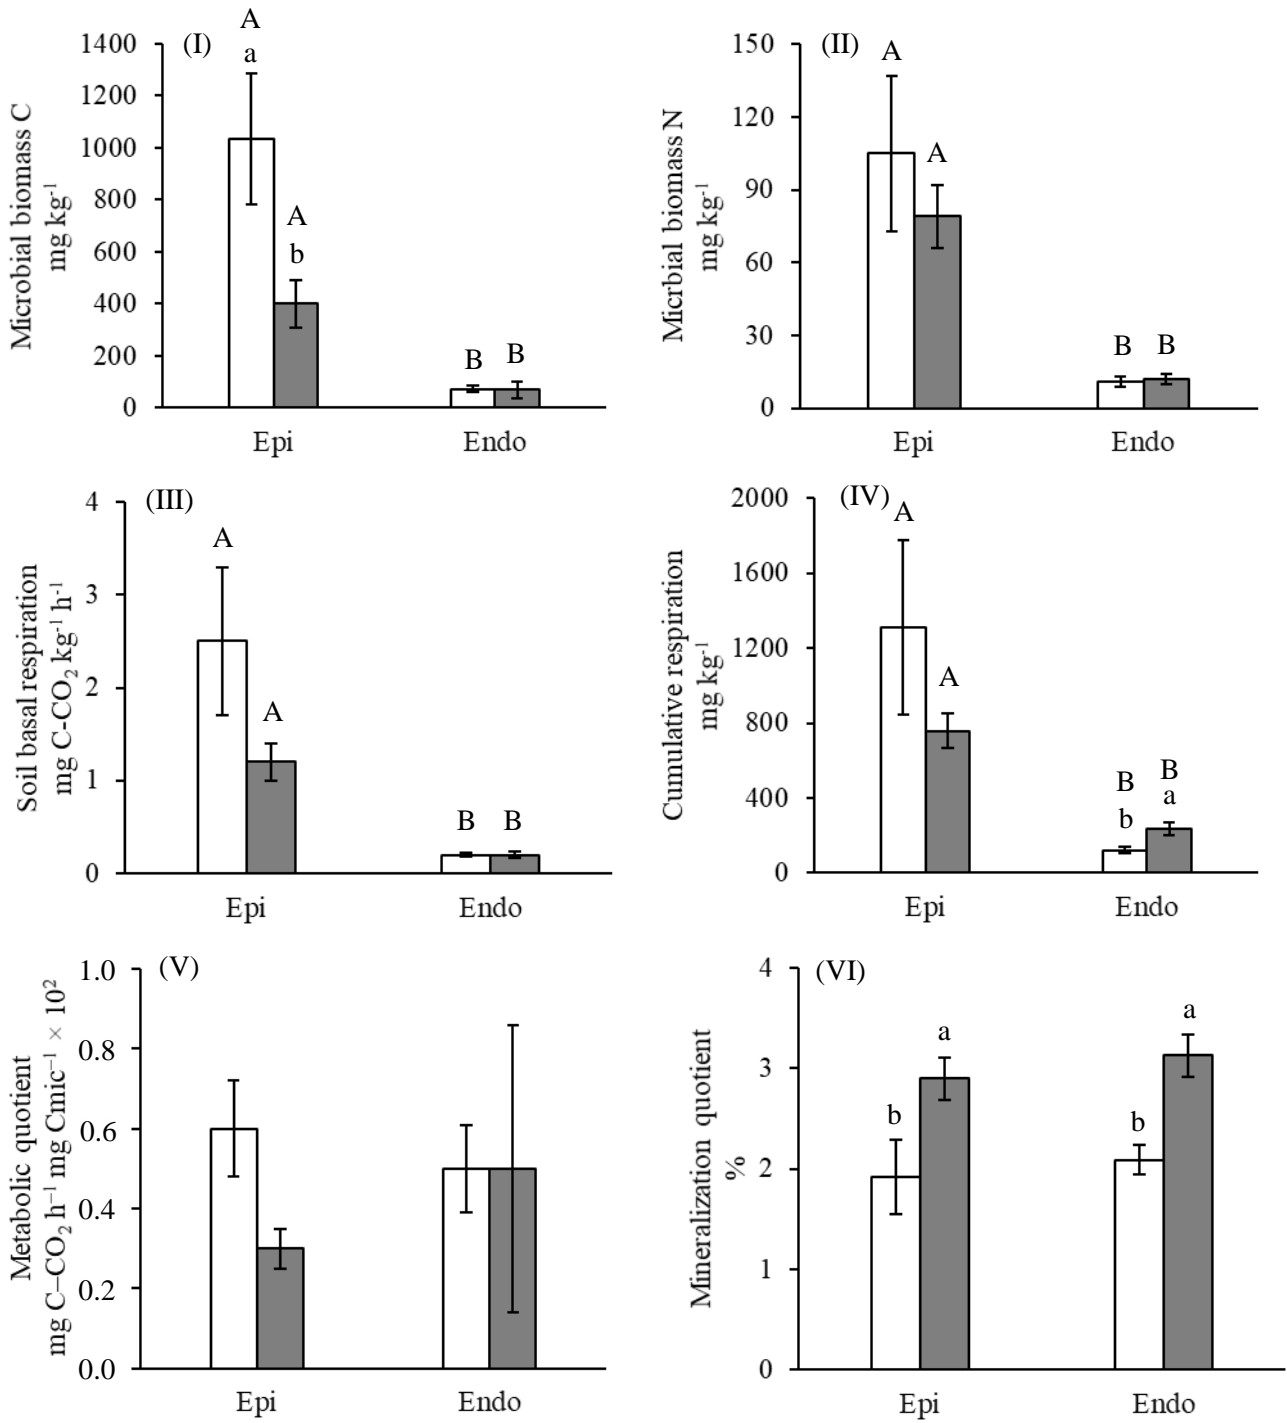 (I)
A
a
A
b
B B
1400
1200
1000
800
600
400
200
0
Microbial biomass C
mg kg⁻¹
Epi Endo
(II)
A
A
B B
150
120
90
60
30
0
Micrbial biomass N
mg kg⁻¹
Epi Endo
(III)
A
A
B B
4
3
2
1
0
Soil basal respiration
mg C-CO₂ kg⁻¹ h⁻¹
Epi Endo
(IV)
A
A
B B
b a
2000
1600
1200
800
400
0
Cumulative respiration
mg kg⁻¹
Epi Endo
(V)
1.0
0.8
0.6
0.4
0.2
0.0
Metabolic quotient
mg C–CO₂ h⁻¹ mg Cmic⁻¹ × 10²
Epi Endo
(VI)
b a
b a
4
3
2
1
0
Mineralization quotient
%
Epi Endo